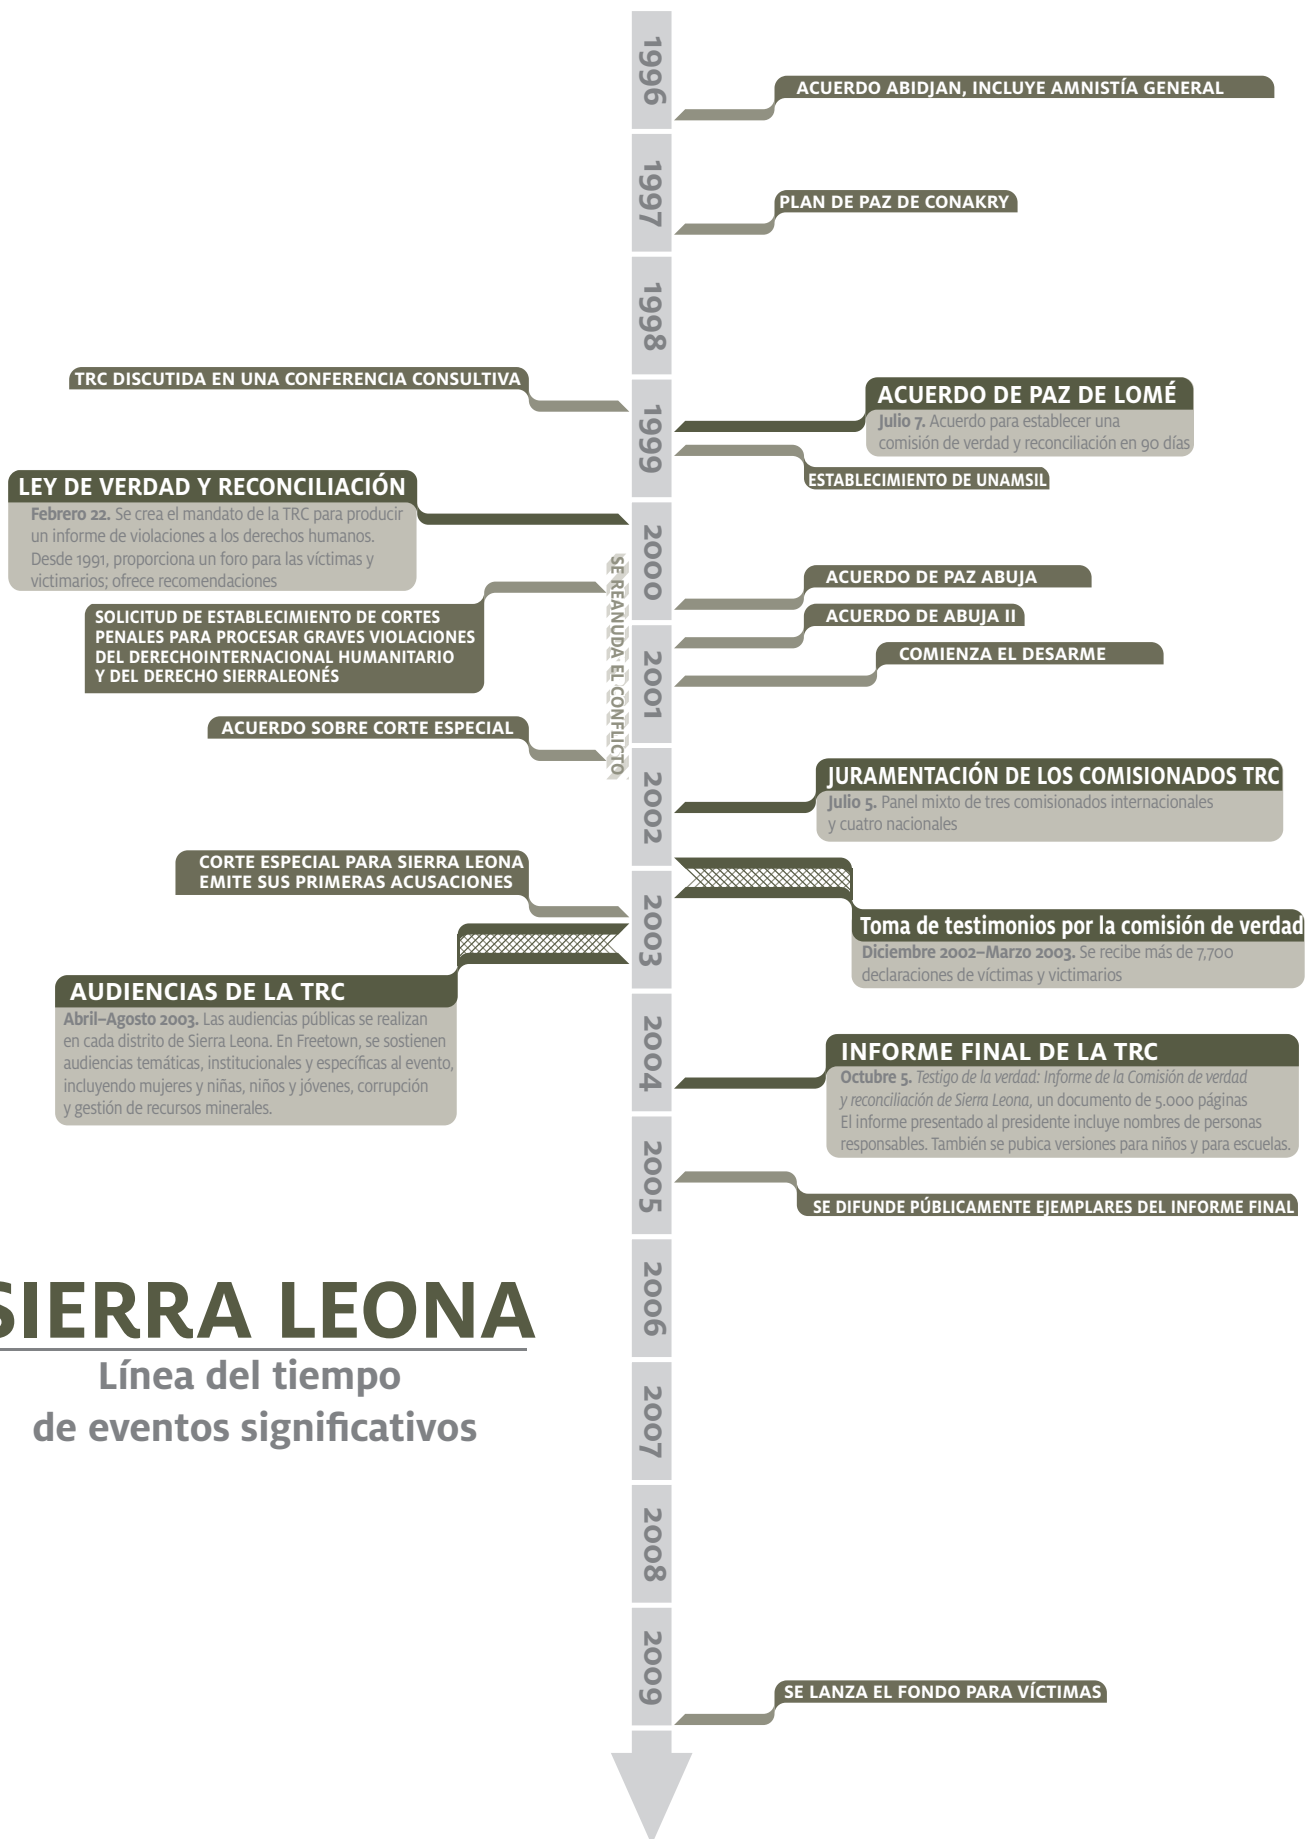 1996
ACUERDO ABIDJAN, INCLUYE AMNISTÍA GENERAL
1997
PLAN DE PAZ DE CONAKRY
1998
TRC DISCUTIDA EN UNA CONFERENCIA CONSULTIVA
1999
ACUERDO DE PAZ DE LOMÉ
Julio 7. Acuerdo para establecer una
comisión de verdad y reconciliación en 90 días
ESTABLECIMIENTO DE UNAMSIL
LEY DE VERDAD Y RECONCILIACIÓN
Febrero 22. Se crea el mandato de la TRC para producir
un informe de violaciones a los derechos humanos.
Desde 1991, proporciona un foro para las víctimas y
victimarios; ofrece recomendaciones
2000
SE REANUDA EL CONFLICTO
ACUERDO DE PAZ ABUJA
SOLICITUD DE ESTABLECIMIENTO DE CORTES
PENALES PARA PROCESAR GRAVES VIOLACIONES
DEL DERECHOINTERNACIONAL HUMANITARIO
Y DEL DERECHO SIERRALEONÉS
ACUERDO DE ABUJA II
2001
COMIENZA EL DESARME
ACUERDO SOBRE CORTE ESPECIAL
2002
JURAMENTACIÓN DE LOS COMISIONADOS TRC
Julio 5. Panel mixto de tres comisionados internacionales
y cuatro nacionales
CORTE ESPECIAL PARA SIERRA LEONA
EMITE SUS PRIMERAS ACUSACIONES
2003
Toma de testimonios por la comisión de verdad
Diciembre 2002–Marzo 2003. Se recibe más de 7,700
declaraciones de víctimas y victimarios
AUDIENCIAS DE LA TRC
Abril–Agosto 2003. Las audiencias públicas se realizan
en cada distrito de Sierra Leona. En Freetown, se sostienen
audiencias temáticas, institucionales y específicas al evento,
incluyendo mujeres y niñas, niños y jóvenes, corrupción
y gestión de recursos minerales.
2004
INFORME FINAL DE LA TRC
Octubre 5. Testigo de la verdad: Informe de la Comisión de verdad
y reconciliación de Sierra Leona, un documento de 5.000 páginas
El informe presentado al presidente incluye nombres de personas
responsables. También se pubica versiones para niños y para escuelas.
2005
SE DIFUNDE PÚBLICAMENTE EJEMPLARES DEL INFORME FINAL
SIERRA LEONA
Línea del tiempo
de eventos significativos
2006
2007
2008
2009
SE LANZA EL FONDO PARA VÍCTIMAS